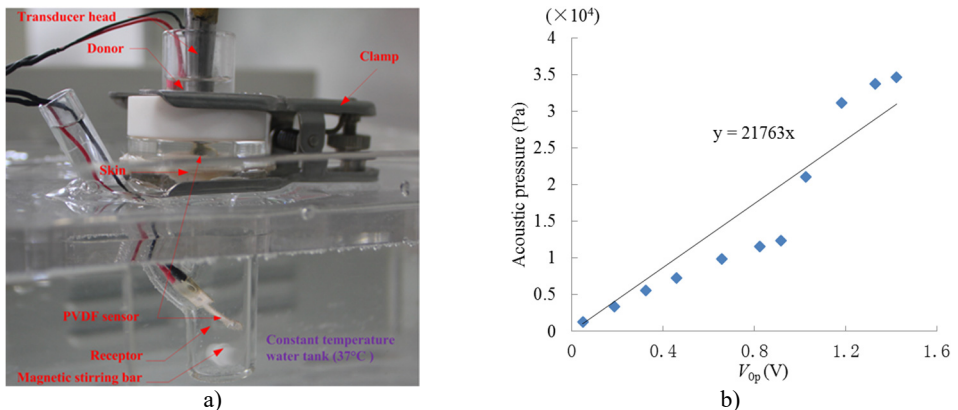 Transducer head
Donor
Clamp
Skin
PVDF sensor
Receptor
Magnetic stirring bar
Constant temperature
water tank (37°C )
a)
(×10⁴)
4
3.5
3
2.5
2
1.5
1
0.5
0
Acoustic pressure (Pa)
y = 21763x
0
0.4
0.8
1.2
1.6
V0p (V)
b)